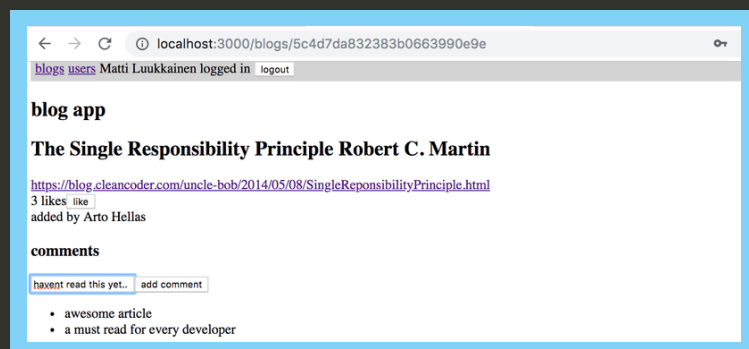 localhost:3000/blogs/5c4d7da832383b0663990e9e
blogs users Matti Luukkainen logged in logout
blog app
The Single Responsibility Principle Robert C. Martin
https://blog.cleancoder.com/uncle-bob/2014/05/08/SingleReponsibilityPrinciple.html
3 likes like
added by Arto Hellas
comments
havent read this yet.. add comment
• awesome article
• a must read for every developer